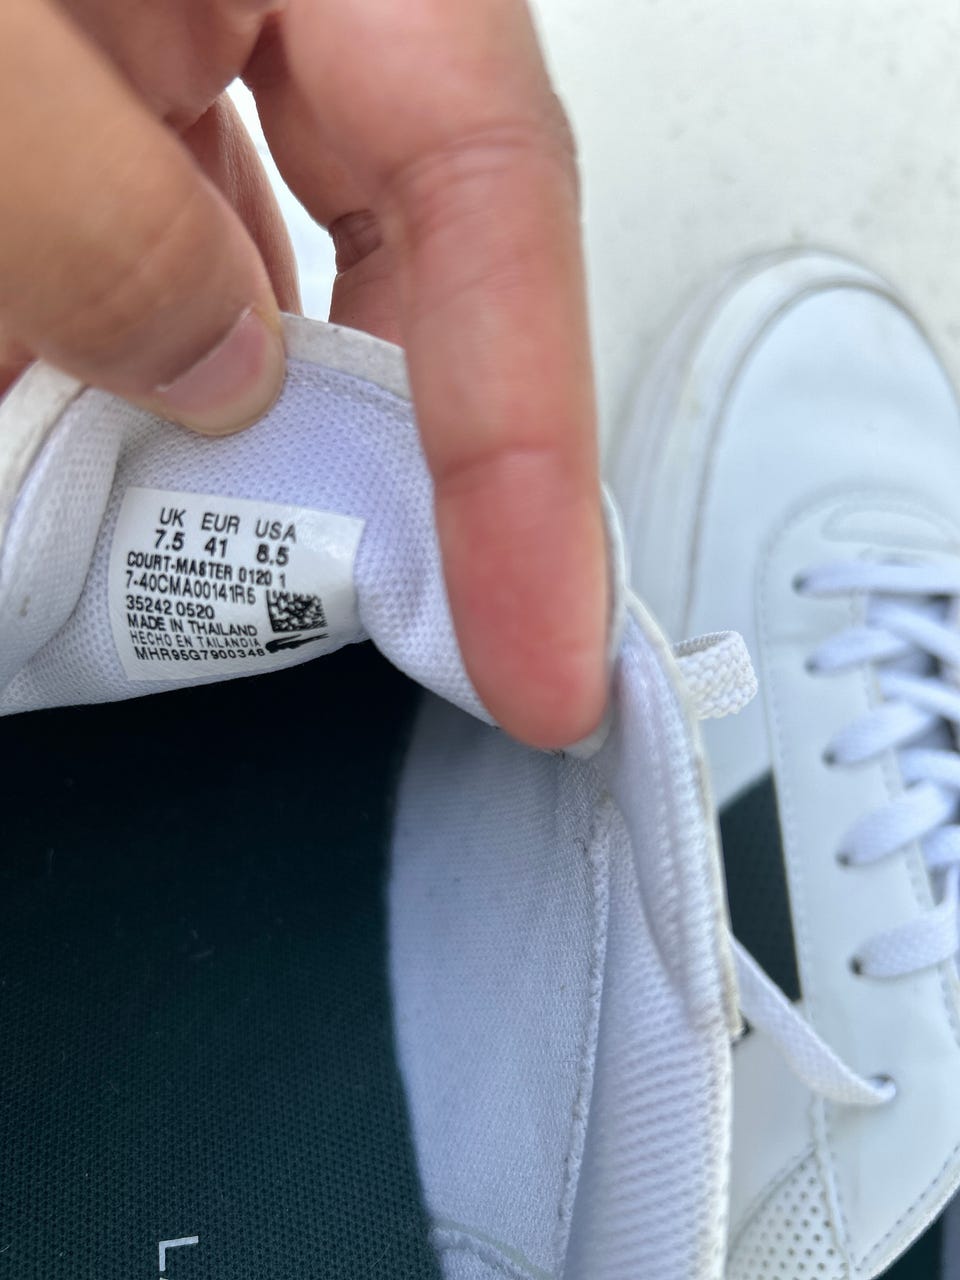 UK EUR USA
7.5 41 8.5
COURT-MASTER 0120 1
7-40CMA00141R5
35242 0520
MADE IN THAILAND
HECHO EN TAILANDIA
MHR95G7900348
L